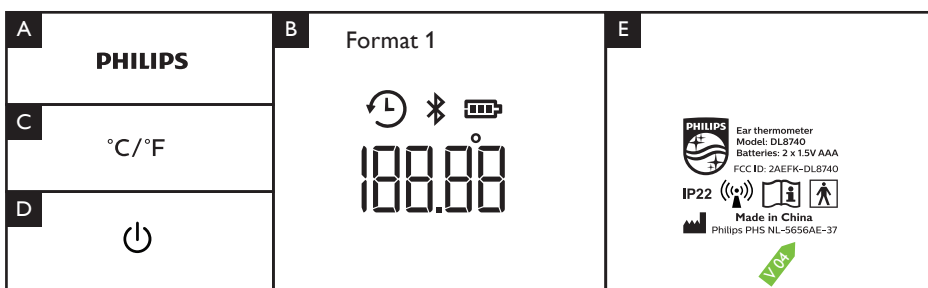 A
PHILIPS
B
Format 1
188.88°
C
°C/°F
D
E
PHILIPS
Ear thermometer
Model: DL8740
Batteries: 2 x 1.5V AAA
FCC ID: 2AEFK-DL8740
IP22
Made in China
Philips PHS NL-5656AE-37
V 04